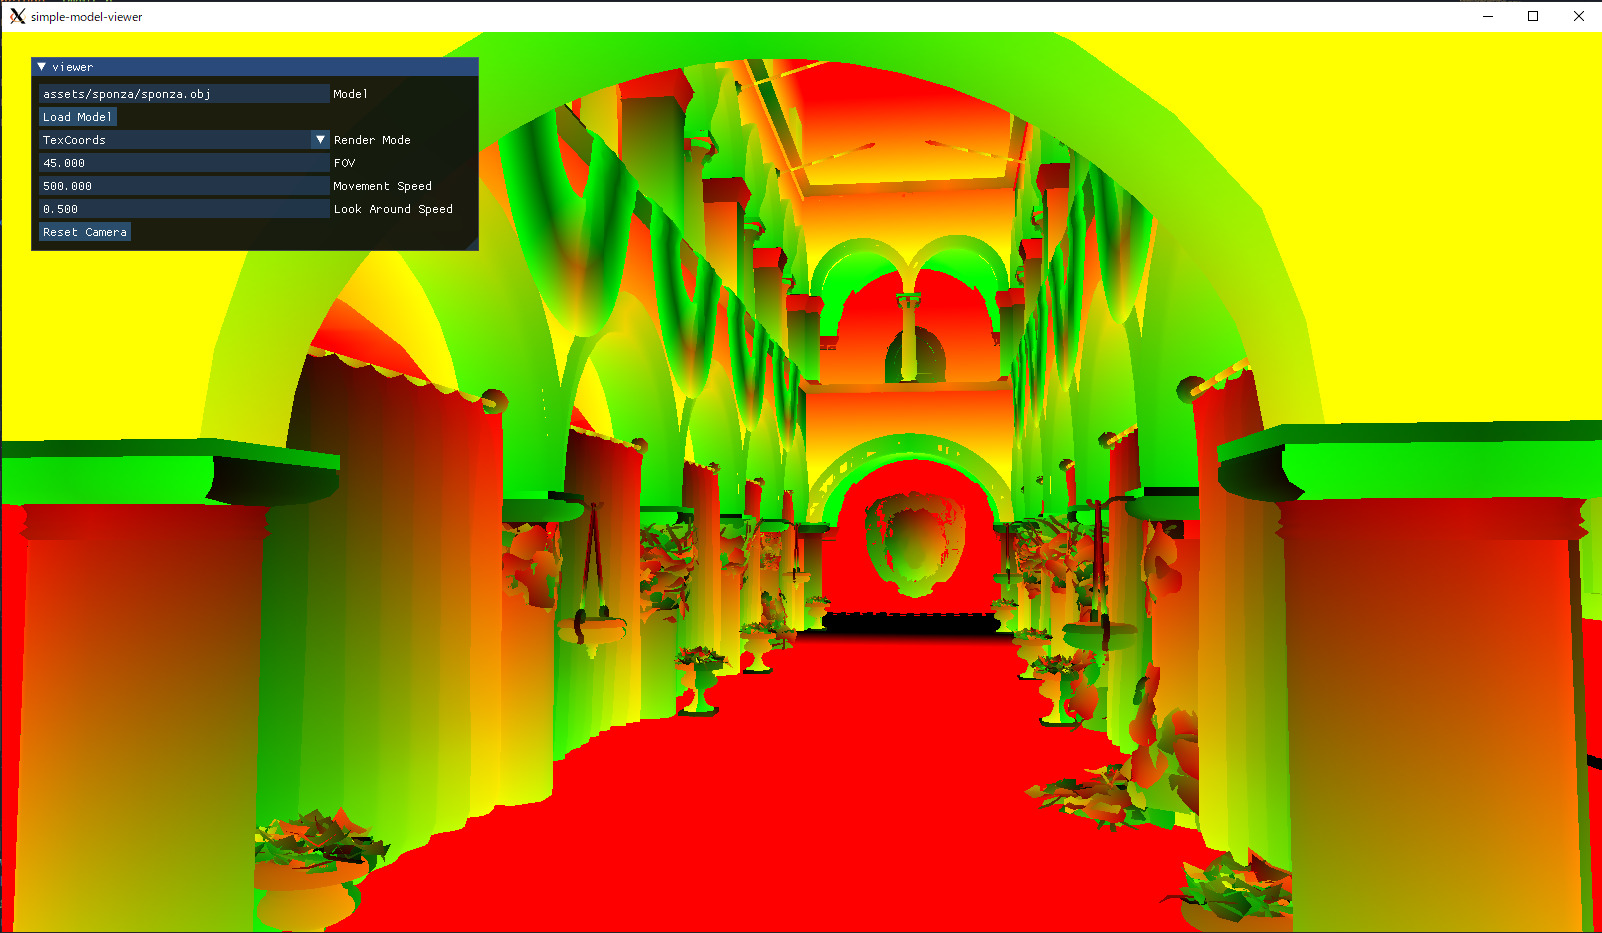 simple-model-viewer
viewer
assets/sponza/sponza.obj Model
Load Model
TexCoords Render Mode
45.000 FOV
500.000 Movement Speed
0.500 Look Around Speed
Reset Camera